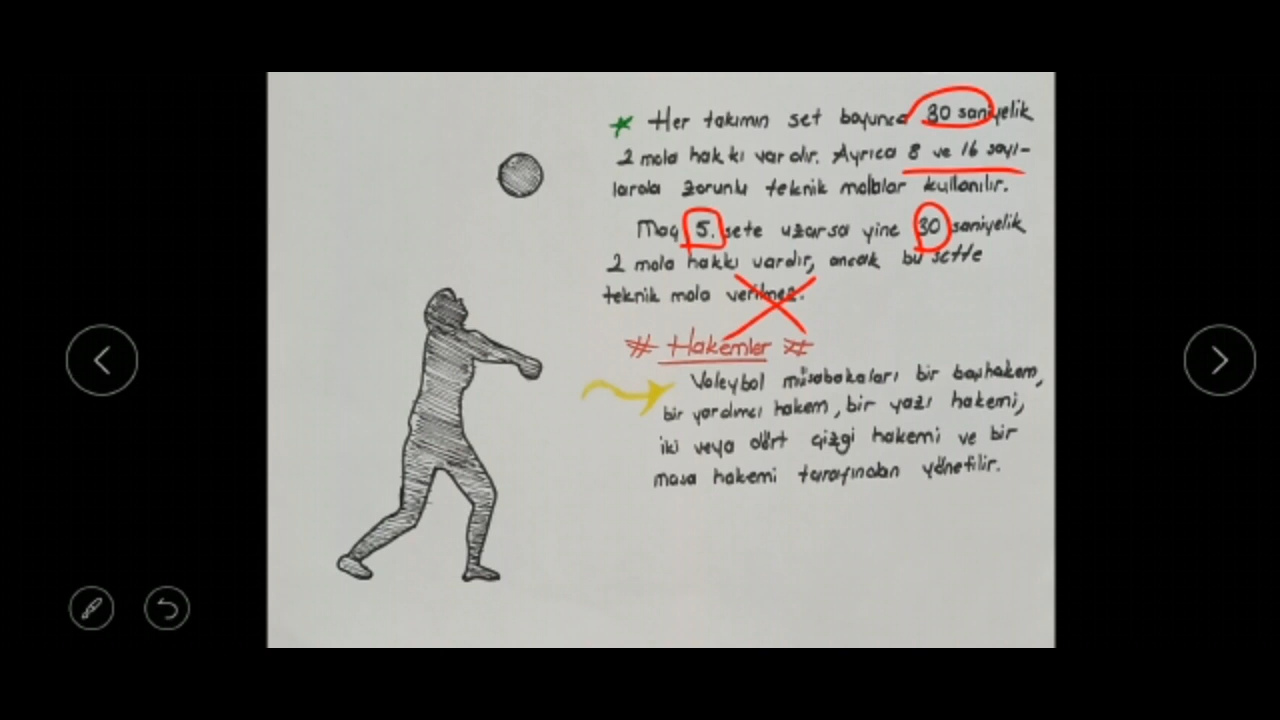 Her takımın set boyunca 30 saniyelik
2 mola hakkı vardır. Ayrıca 8 ve 16 sayı-
larda zorunlu teknik molalar kullanılır.
Maç 5. sete uzarsa yine 30 saniyelik
2 mola hakkı vardır, ancak bu sette
teknik mola verilmez.
# Hakemler #
Voleybol müsabakaları bir başhakem,
bir yardımcı hakem, bir yazı hakemi,
iki veya dört çizgi hakemi ve bir
masa hakemi tarafından yönetilir.